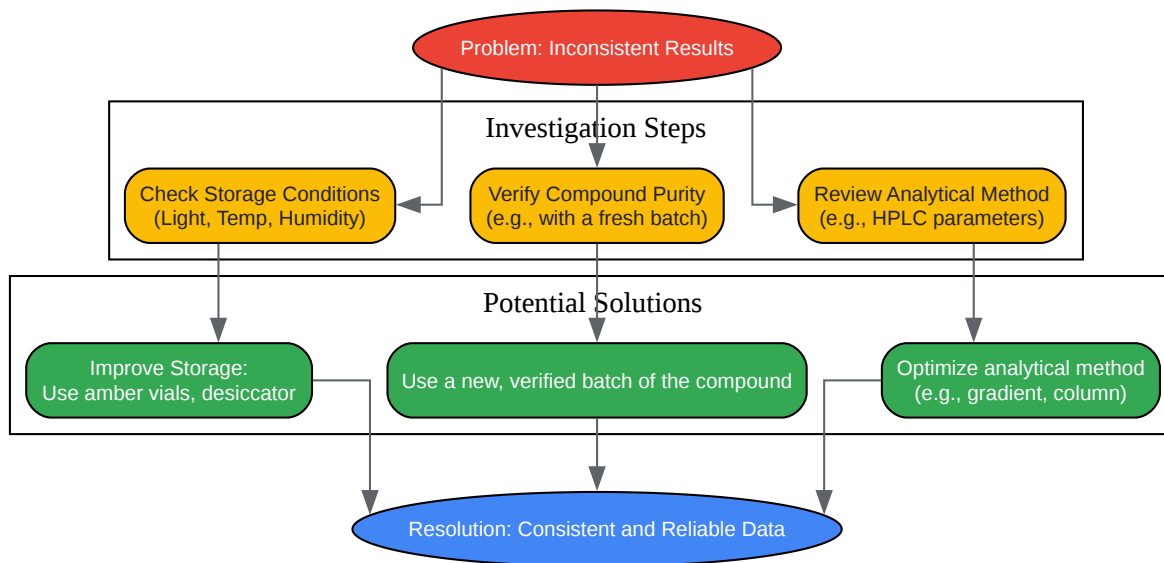 Problem: Inconsistent Results
Investigation Steps
Check Storage Conditions
(Light, Temp, Humidity)
Verify Compound Purity
(e.g., with a fresh batch)
Review Analytical Method
(e.g., HPLC parameters)
Potential Solutions
Improve Storage:
Use amber vials, desiccator
Use a new, verified batch of the compound
Optimize analytical method
(e.g., gradient, column)
Resolution: Consistent and Reliable Data